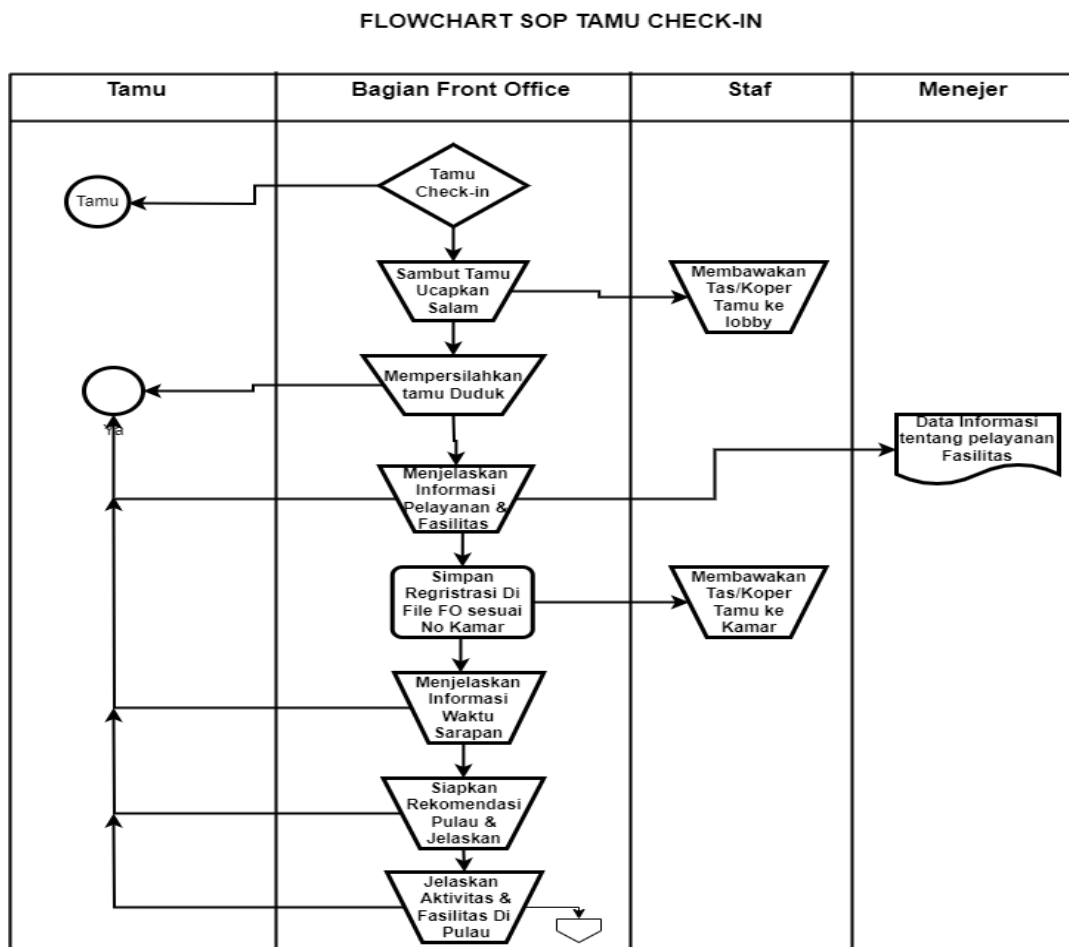 FLOWCHART SOP TAMU CHECK-IN
Tamu
Bagian Front Office
Staf
Menejer
Tamu
Check-in
Tamu
Sambut Tamu
Ucapkan
Salam
Membawakan
Tas/Koper
Tamu ke
lobby
Mempersilahkan
tamu Duduk
Ya
Data Informasi
tentang pelayanan
Fasilitas
Menjelaskan
Informasi
Pelayanan &
Fasilitas
Simpan
Regristrasi Di
File FO sesuai
No Kamar
Membawakan
Tas/Koper
Tamu ke
Kamar
Menjelaskan
Informasi
Waktu
Sarapan
Siapkan
Rekomendasi
Pulau &
Jelaskan
Jelaskan
Aktivitas &
Fasilitas Di
Pulau